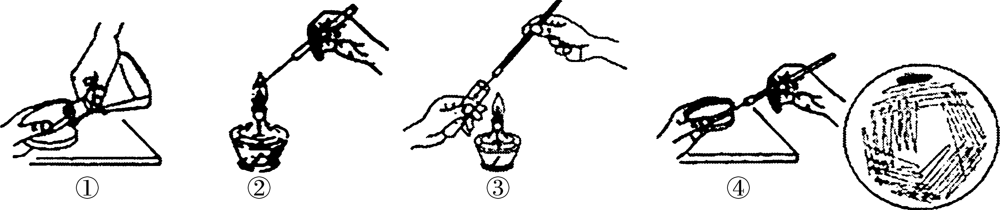 ① ② ③ ④